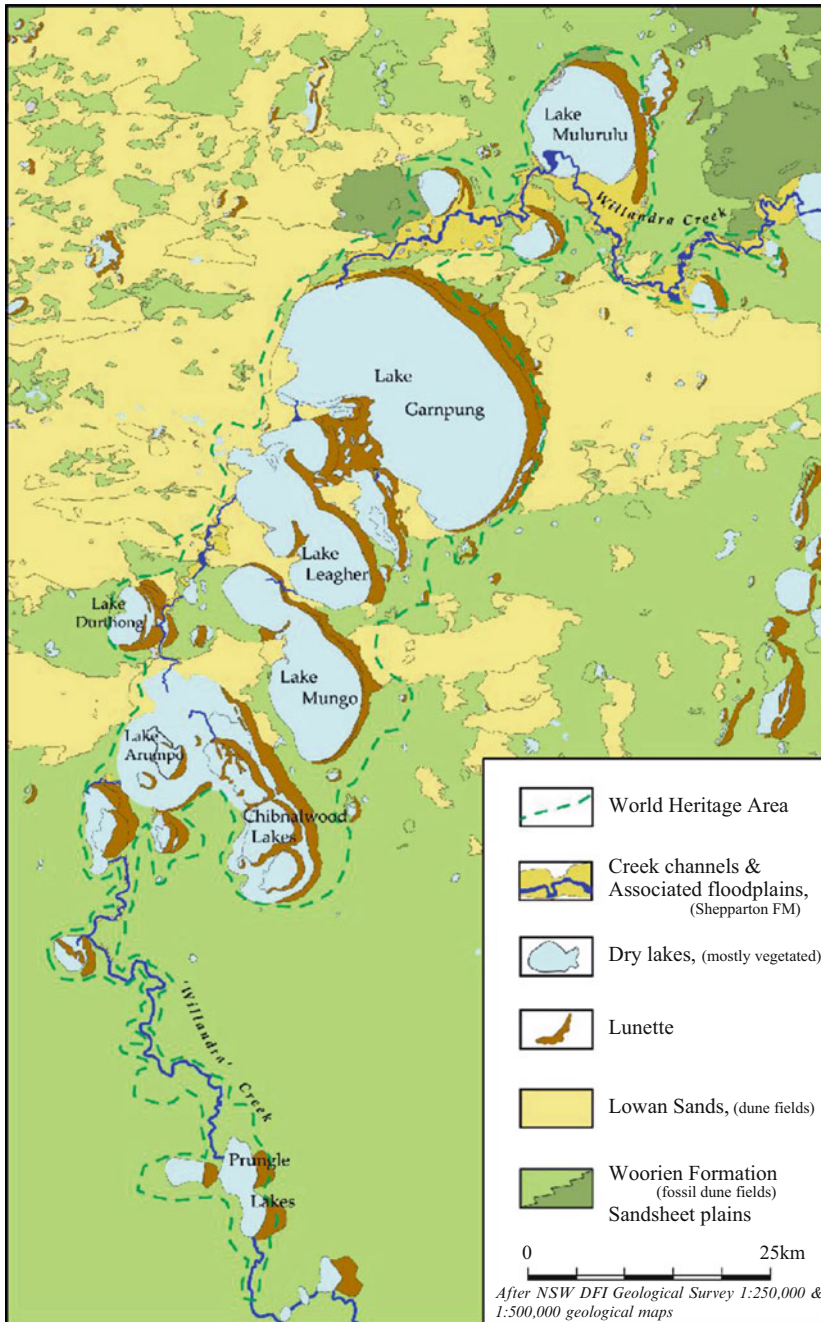 Lake
Mulurulu
Willandra Creek
Lake
Garnpung
Lake
Leagher
Lake
Durthong
Lake
Mungo
Lake
Arumpo
Chibnalwood
Lakes
'Willandra' Creek
Prungle
Lakes
World Heritage Area
Creek channels &
Associated floodplains,
(Shepparton FM)
Dry lakes, (mostly vegetated)
Lunette
Lowan Sands, (dune fields)
Woorien Formation
(fossil dune fields)
Sandsheet plains
0 25km
After NSW DFI Geological Survey 1:250,000 &
1:500,000 geological maps